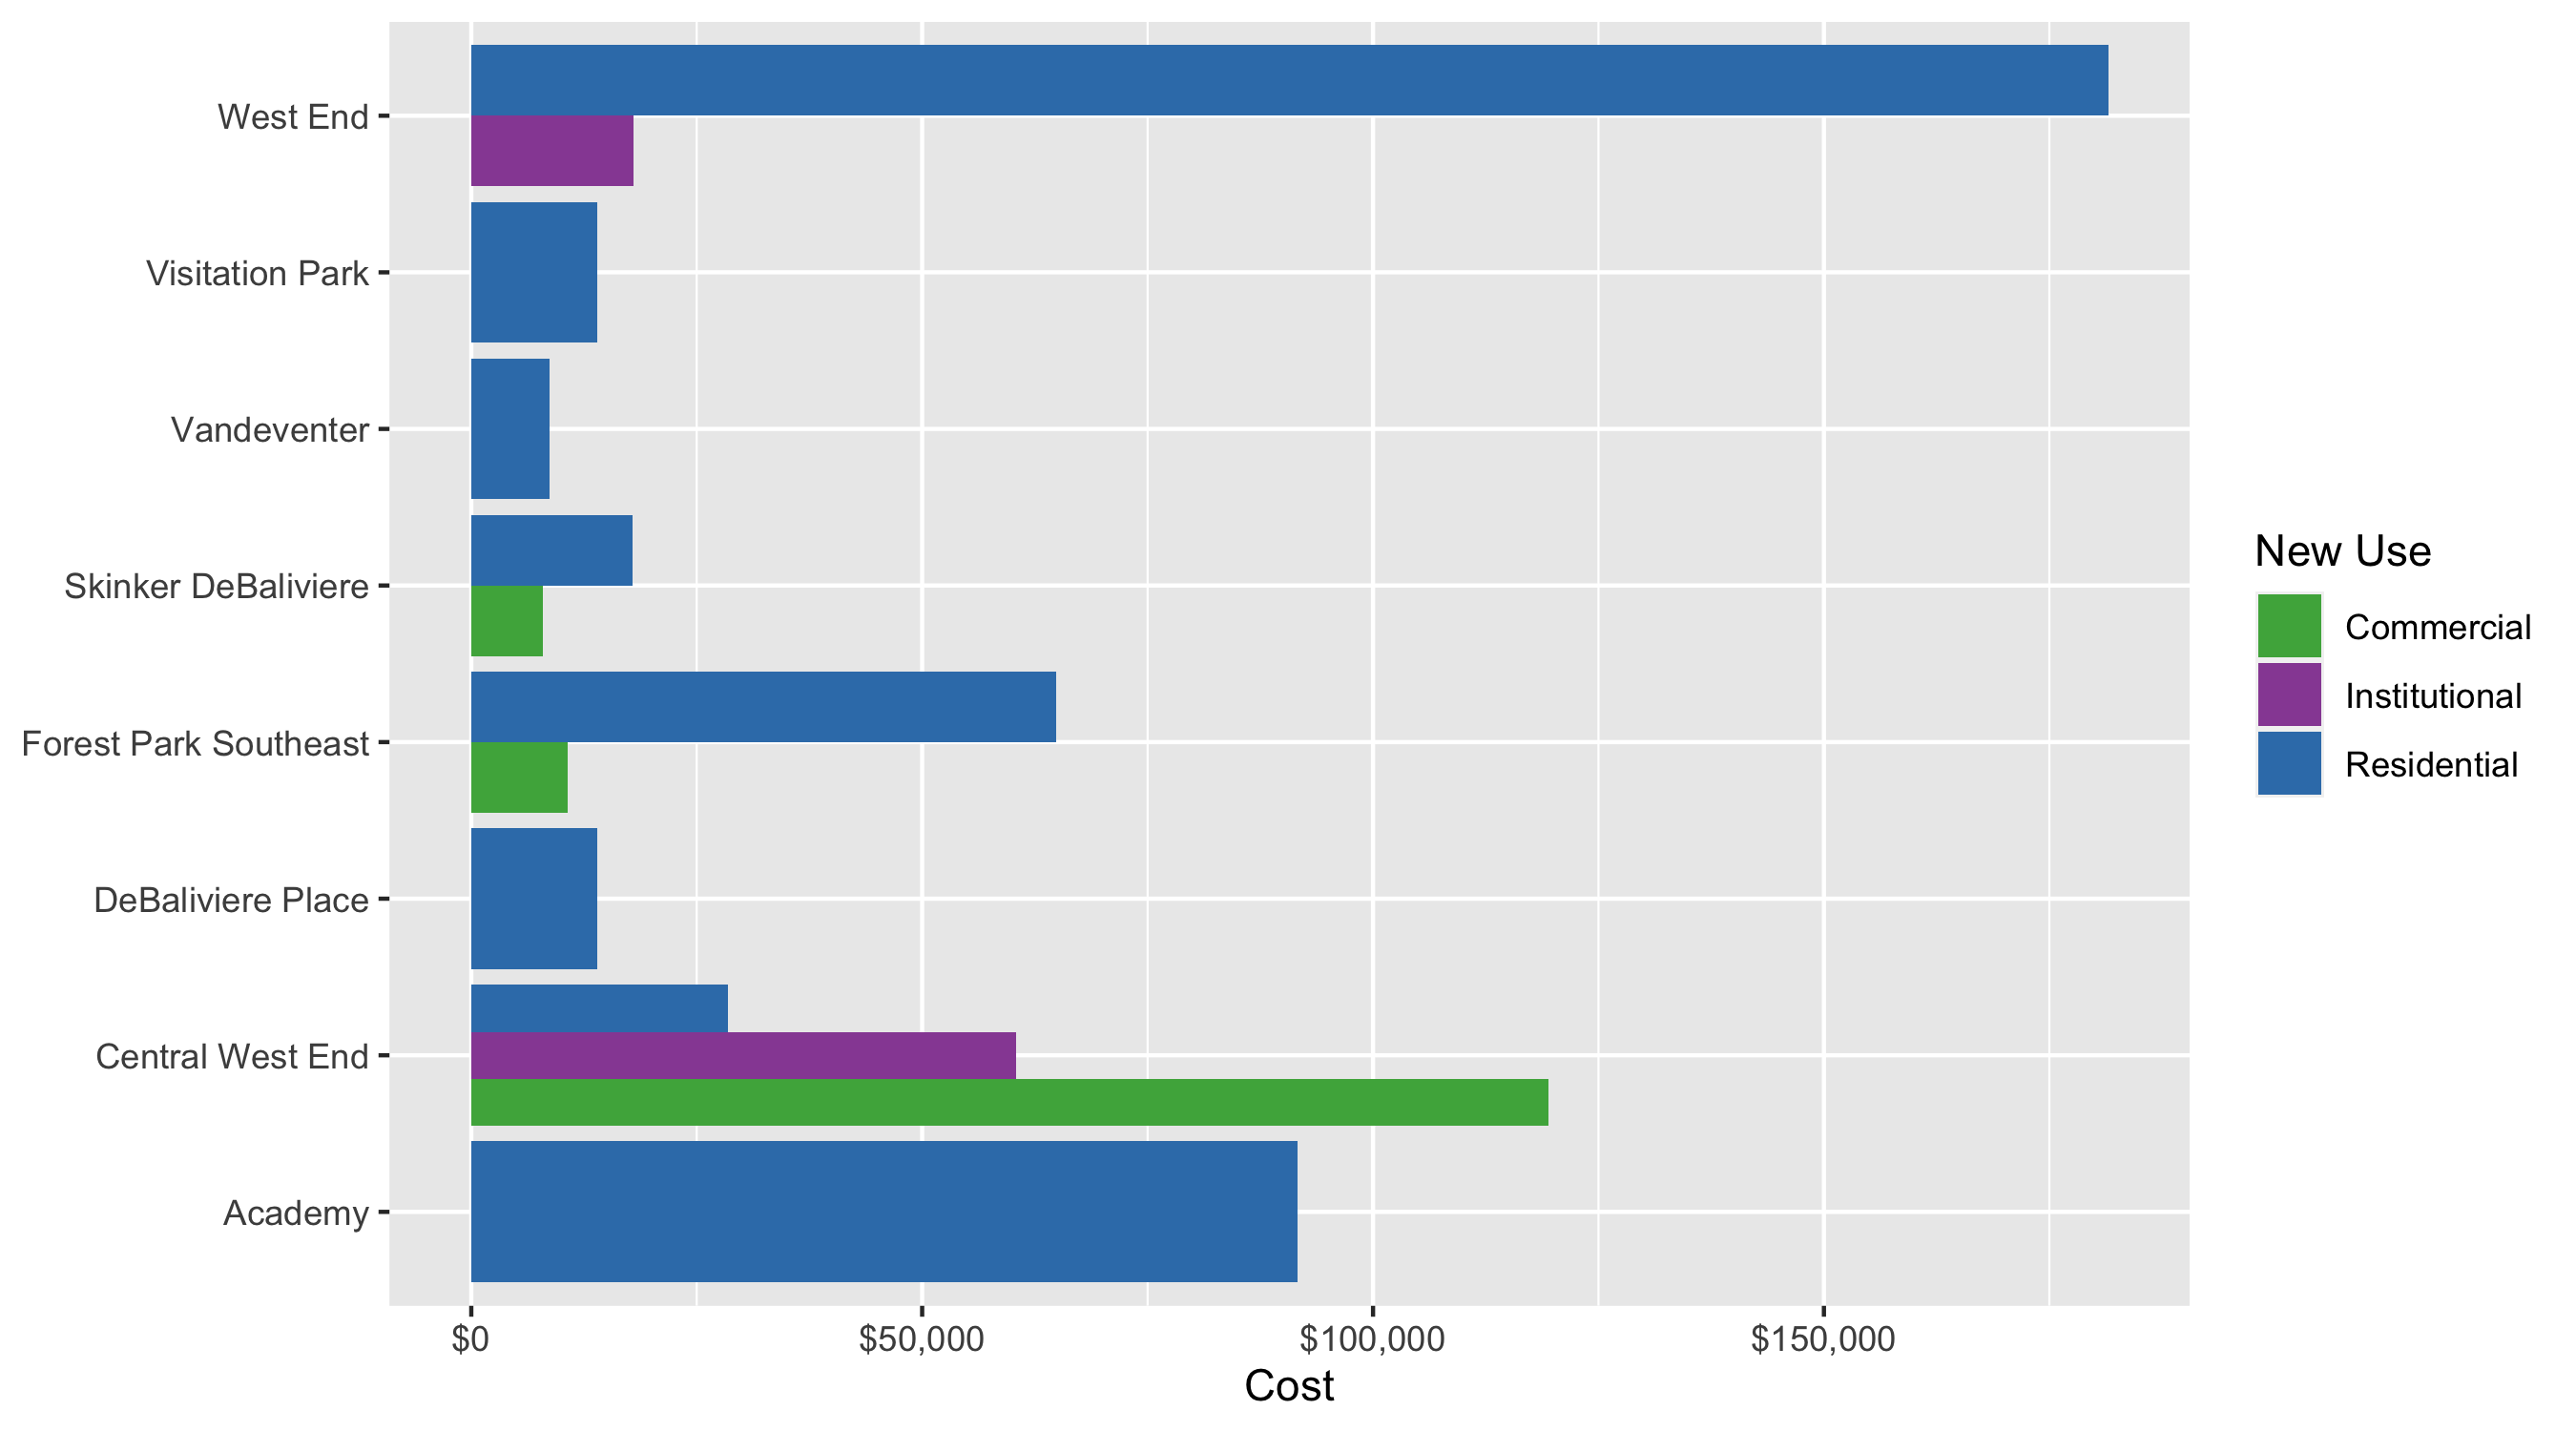 West End
Visitation Park
Vandeventer
Skinker DeBaliviere
Forest Park Southeast
DeBaliviere Place
Central West End
Academy
$0 $50,000 $100,000 $150,000
Cost
New Use
Commercial
Institutional
Residential